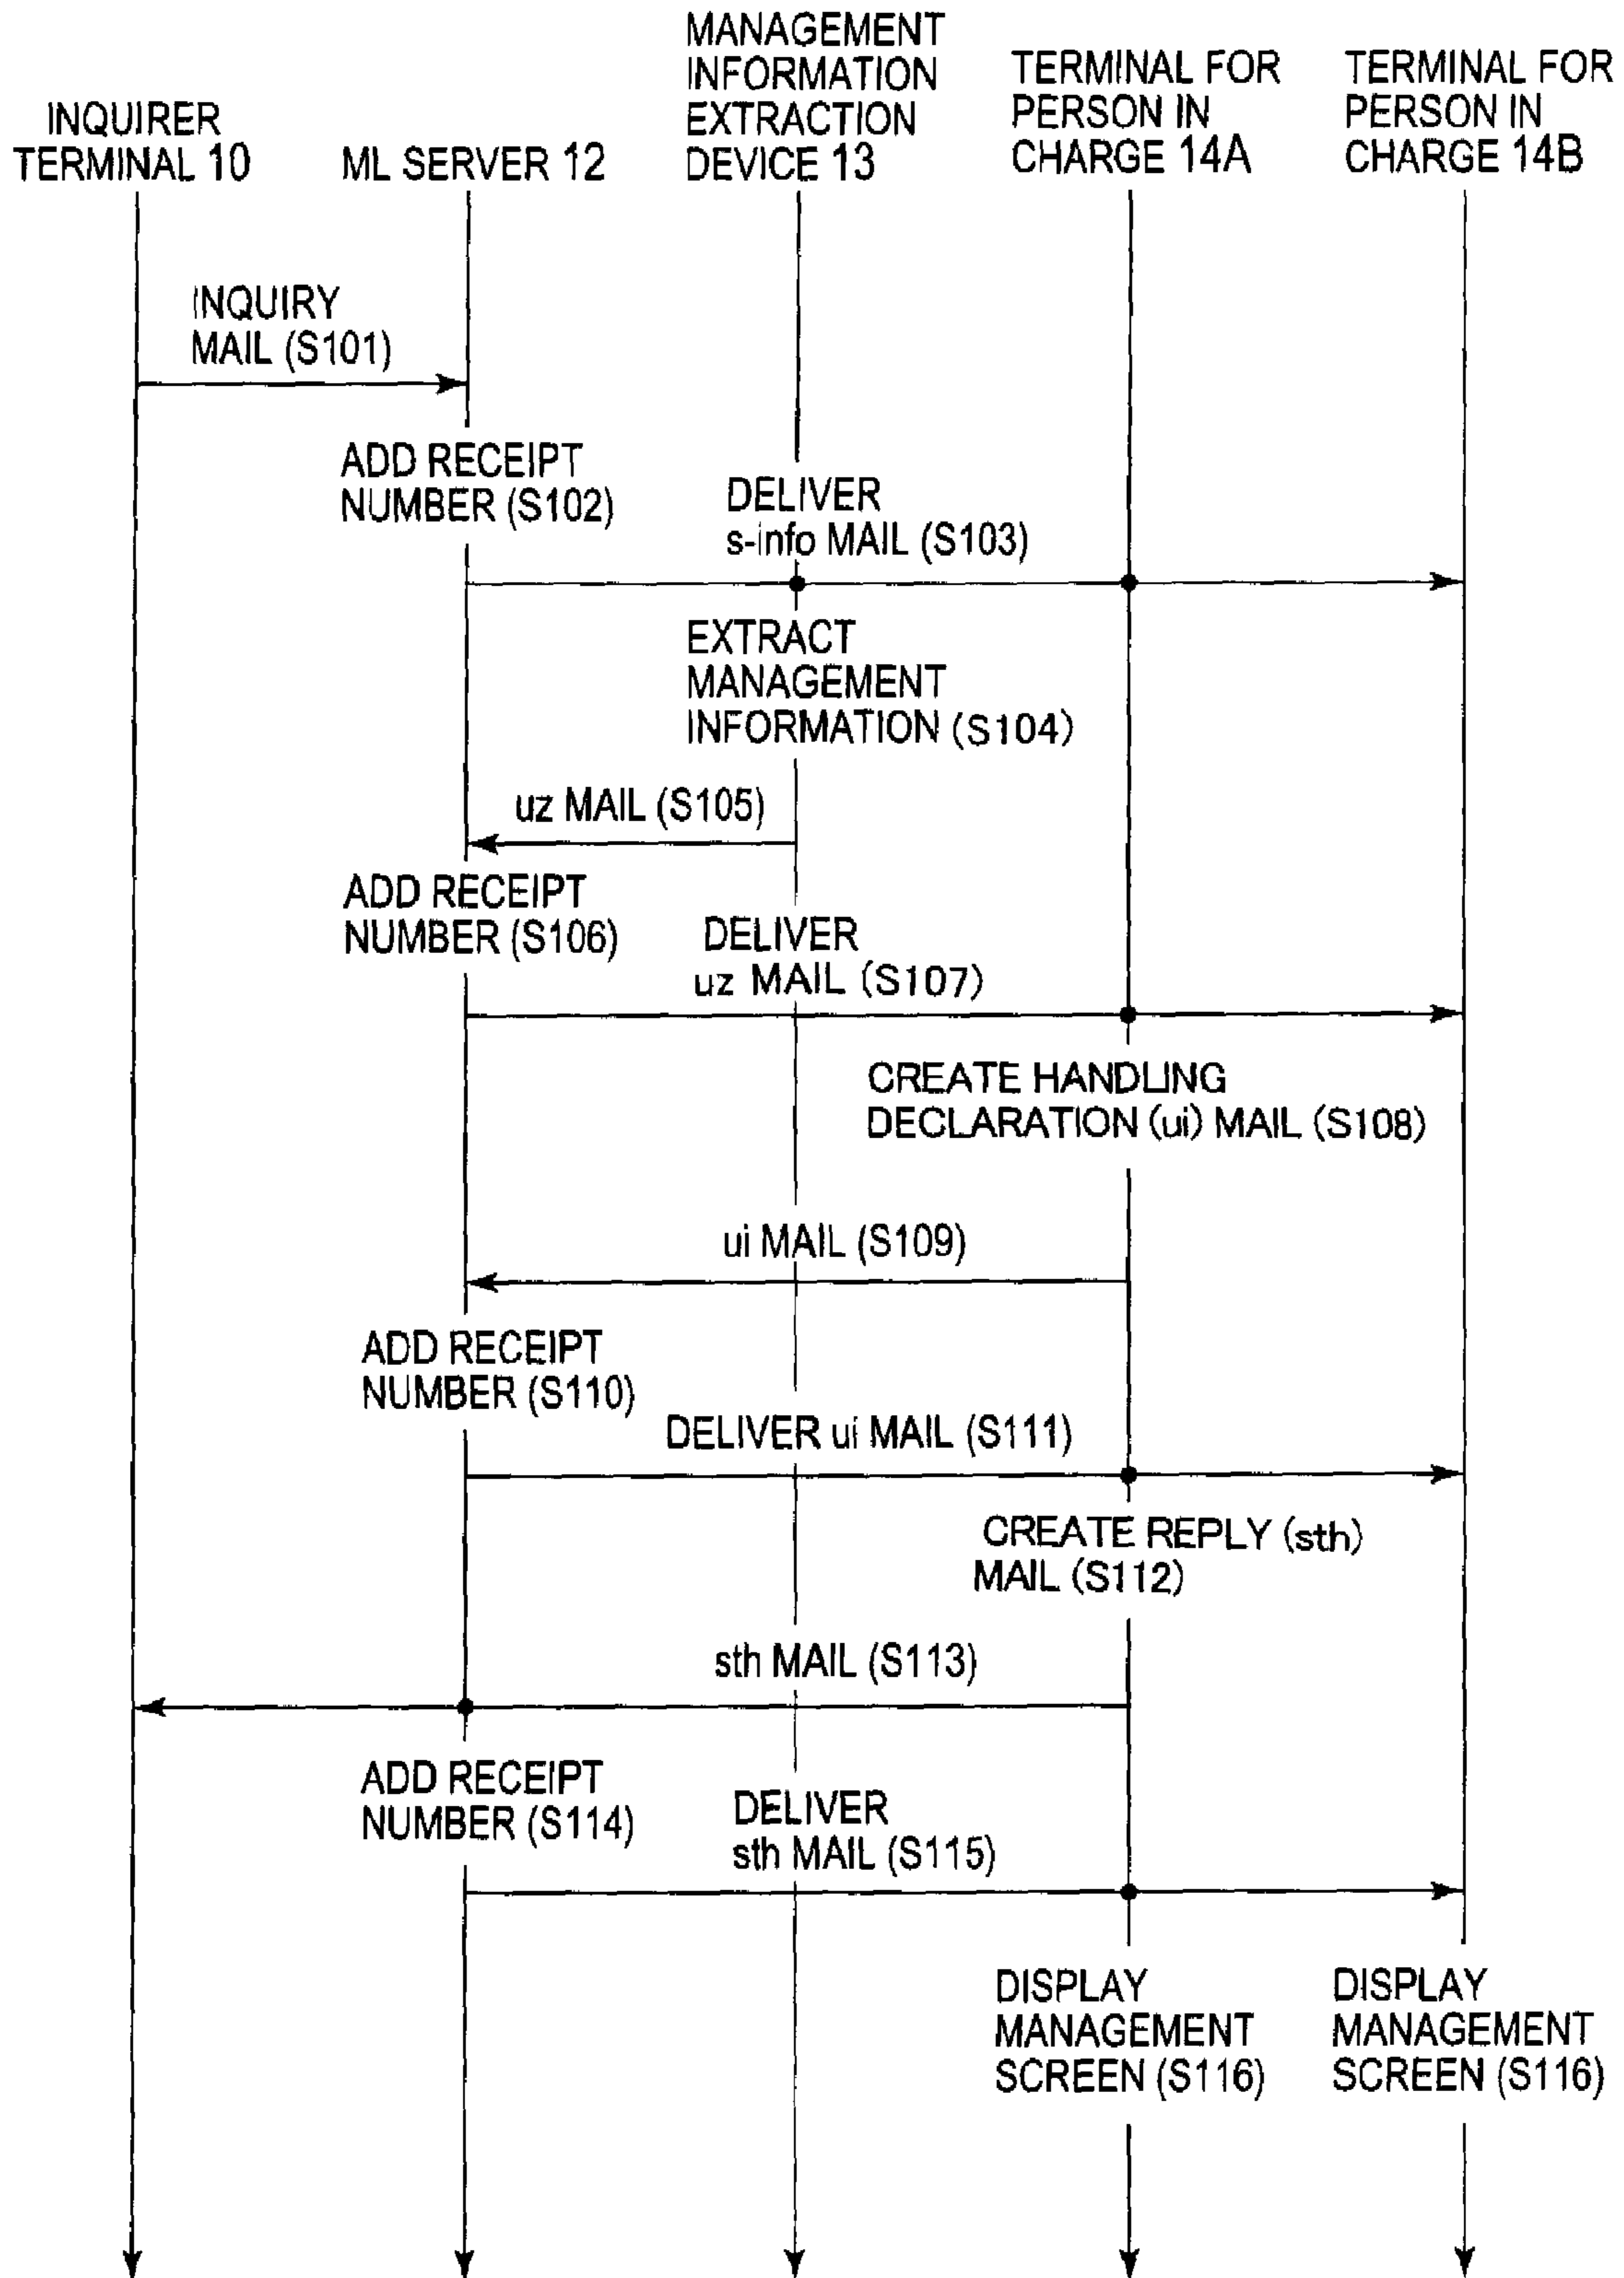 INQUIRER
TERMINAL 10
ML SERVER 12
MANAGEMENT
INFORMATION
EXTRACTION
DEVICE 13
TERMINAL FOR
PERSON IN
CHARGE 14A
TERMINAL FOR
PERSON IN
CHARGE 14B
INQUIRY
MAIL (S101)
ADD RECEIPT
NUMBER (S102)
DELIVER
s-info MAIL (S103)
EXTRACT
MANAGEMENT
INFORMATION (S104)
uz MAIL (S105)
ADD RECEIPT
NUMBER (S106)
DELIVER
uz MAIL (S107)
CREATE HANDLING
DECLARATION (ui) MAIL (S108)
ui MAIL (S109)
ADD RECEIPT
NUMBER (S110)
DELIVER ui MAIL (S111)
CREATE REPLY (sth)
MAIL (S112)
sth MAIL (S113)
ADD RECEIPT
NUMBER (S114)
DELIVER
sth MAIL (S115)
DISPLAY
MANAGEMENT
SCREEN (S116)
DISPLAY
MANAGEMENT
SCREEN (S116)